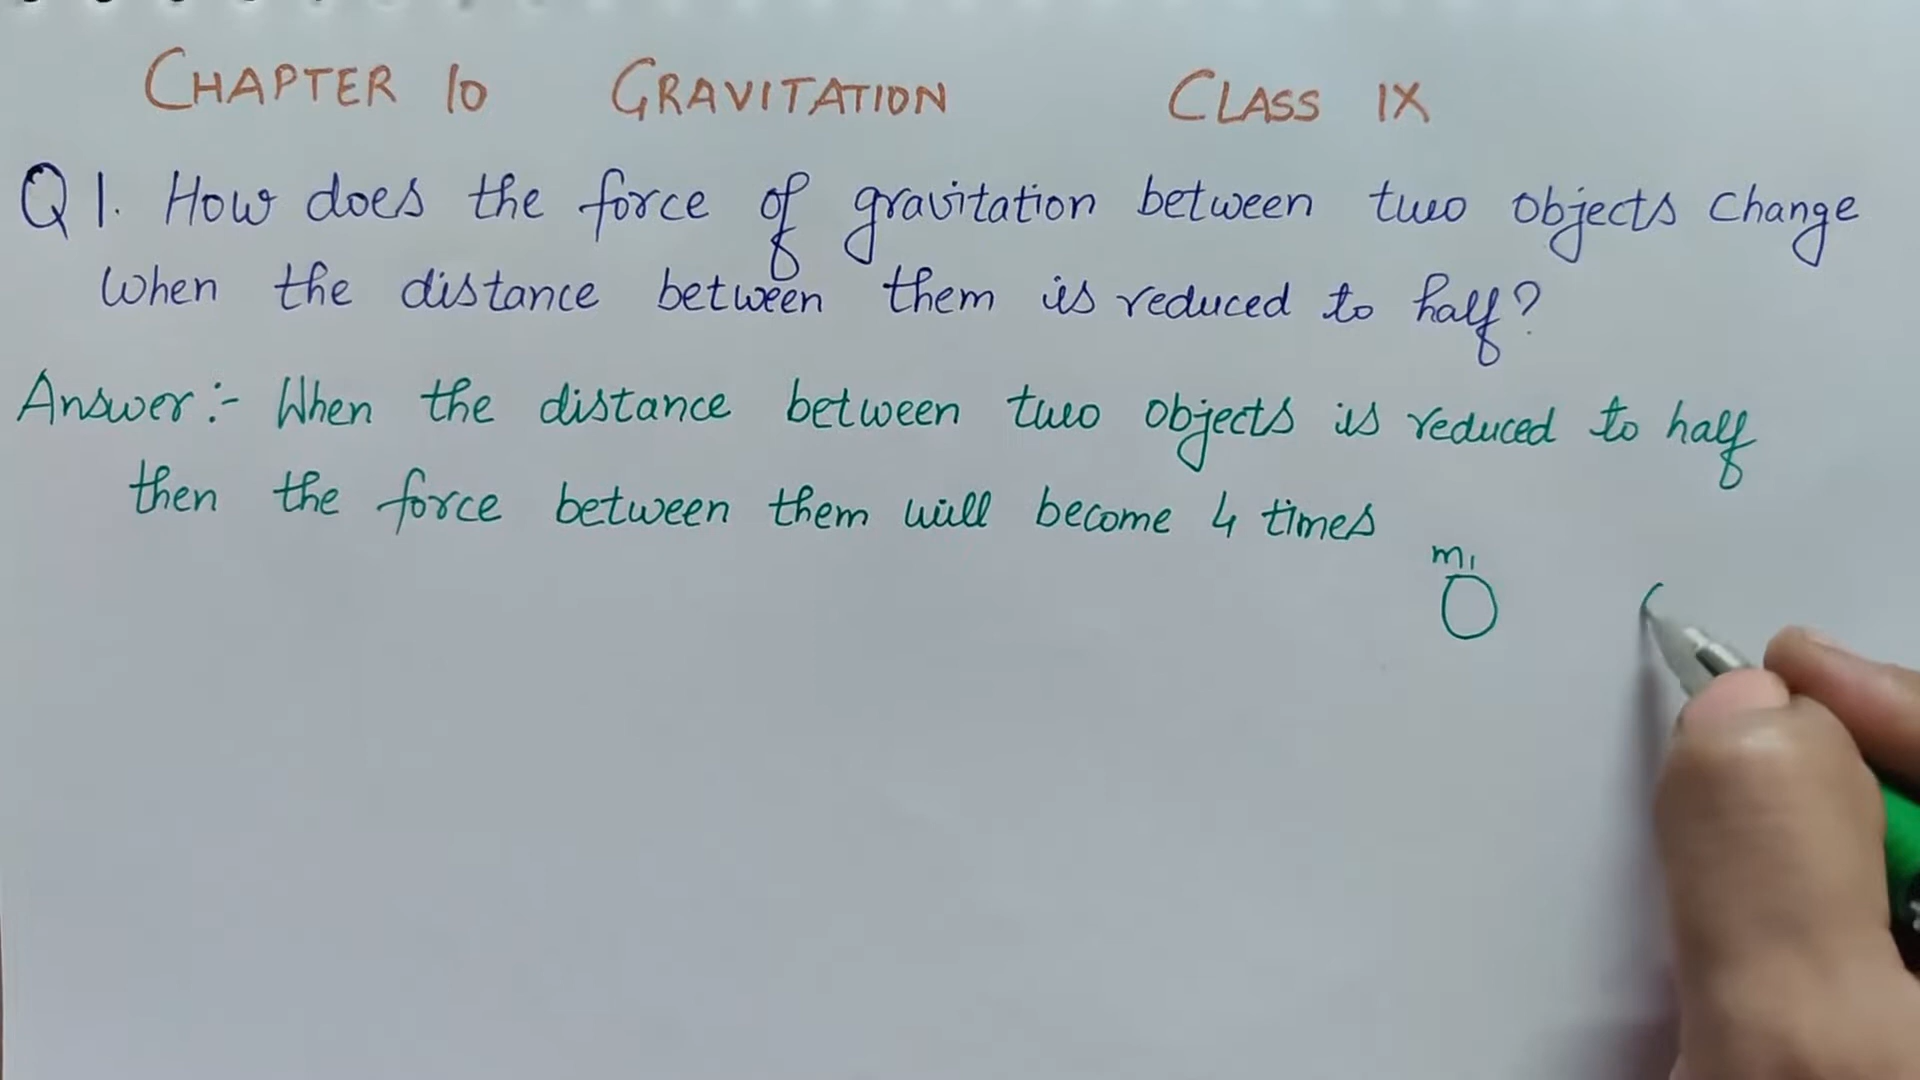 CHAPTER 10 GRAVITATION CLASS IX
Q1. How does the force of gravitation between two objects change
when the distance between them is reduced to half?
Answer:- When the distance between two objects is reduced to half
then the force between them will become 4 times
m1